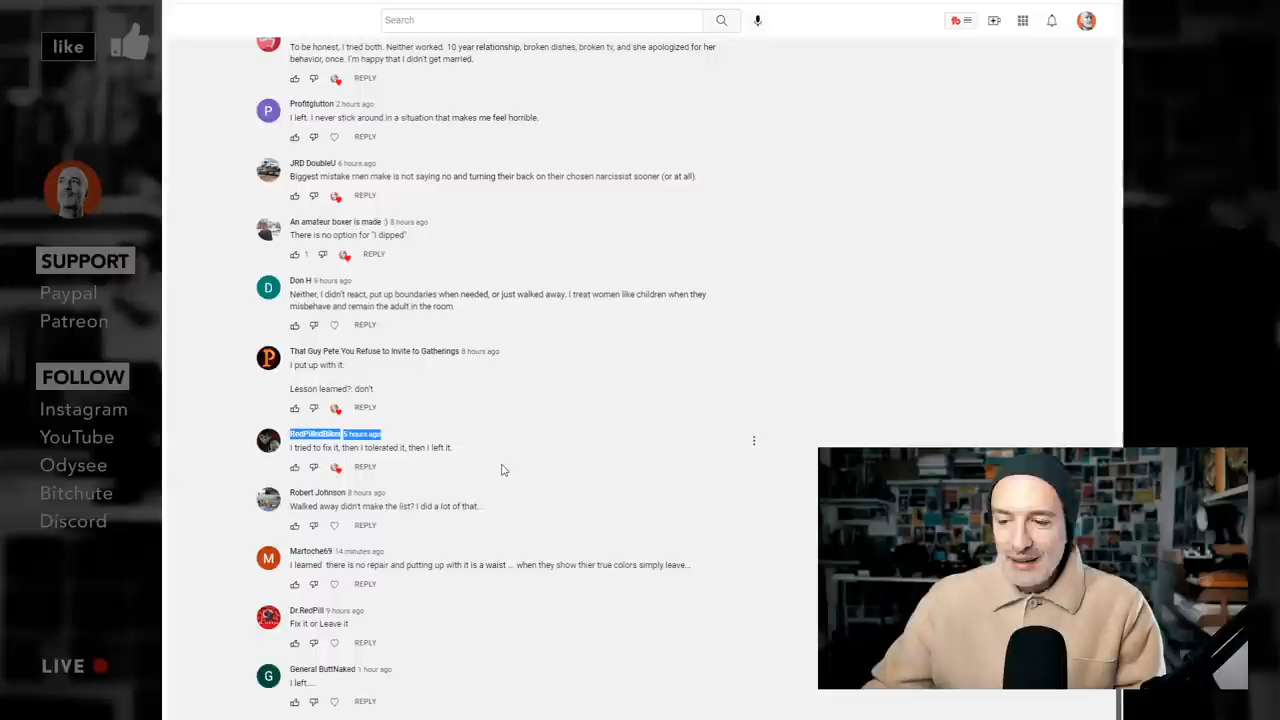 like
Search
To be honest, I tried both. Neither worked. 10 year relationship, broken dishes, broken tv, and she apologized for her
behavior, once. I'm happy that I didn't get married.
REPLY
P
Profitglutton 2 hours ago
I left. I never stick around in a situation that makes me feel horrible.
REPLY
JRD DoubleU 6 hours ago
Biggest mistake men make is not saying no and turning their back on their chosen narcissist sooner (or at all).
REPLY
An amateur boxer is made :) 8 hours ago
There is no option for "I dipped"
1 REPLY
D
Don H 9 hours ago
Neither, I didn't react, put up boundaries when needed, or just walked away. I treat women like children when they
misbehave and remain the adult in the room.
REPLY
P
That Guy Pete You Refuse to Invite to Gatherings 8 hours ago
I put up with it.
Lesson learned?: don't
REPLY
RedPilledBiker 5 hours ago
I tried to fix it, then I tolerated it, then I left it.
REPLY
Robert Johnson 8 hours ago
Walked away didn't make the list? I did a lot of that...
REPLY
M
Martoche69 14 minutes ago
I learned there is no repair and putting up with it is a waist ... when they show thier true colors simply leave...
REPLY
Dr.RedPill 9 hours ago
Fix it or Leave it
REPLY
G
General ButtNaked 1 hour ago
I left....
REPLY
SUPPORT
Paypal
Patreon
FOLLOW
Instagram
YouTube
Odysee
Bitchute
Discord
LIVE